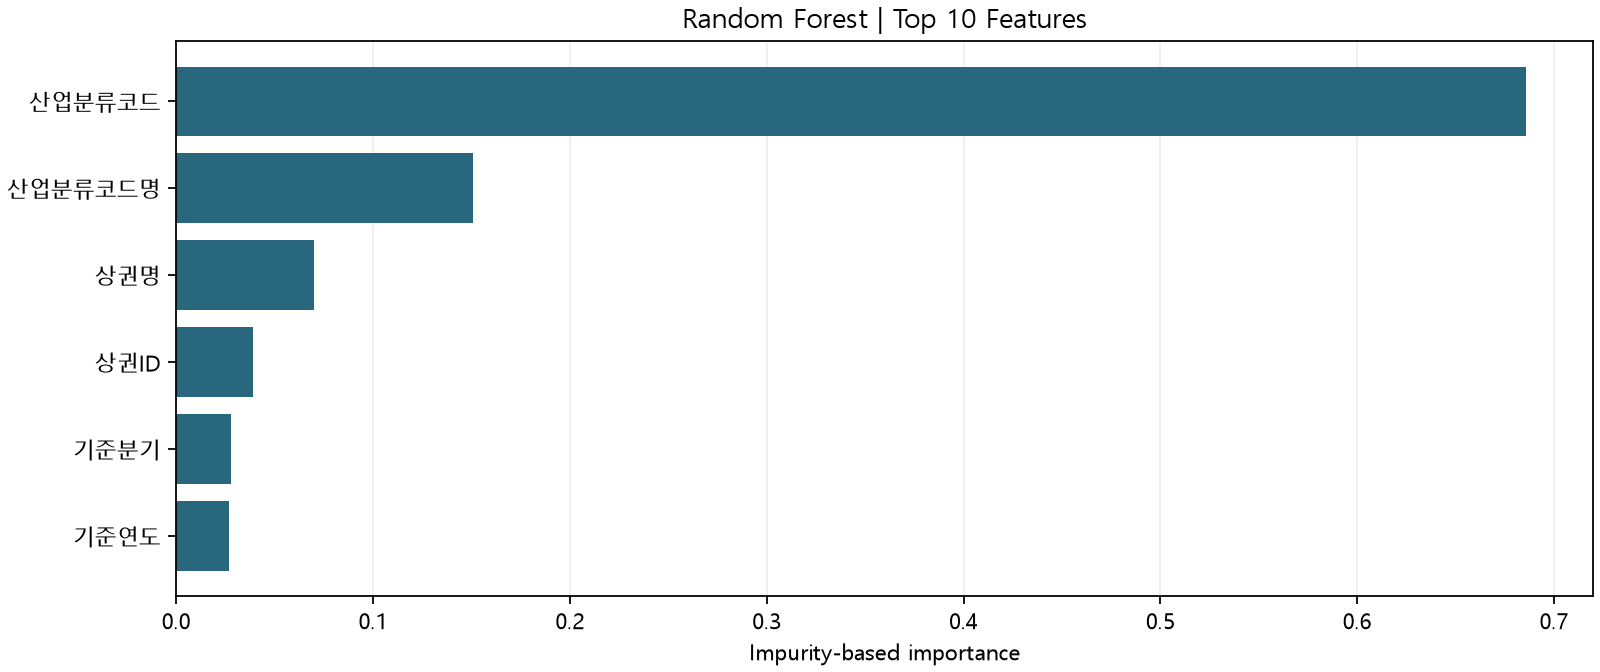 Random Forest | Top 10 Features
산업분류코드
산업분류코드명
상권명
상권ID
기준분기
기준연도
0.0 0.1 0.2 0.3 0.4 0.5 0.6 0.7
Impurity-based importance